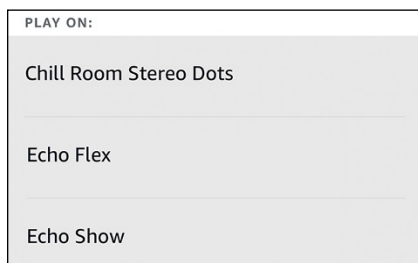 PLAY ON:
Chill Room Stereo Dots
Echo Flex
Echo Show